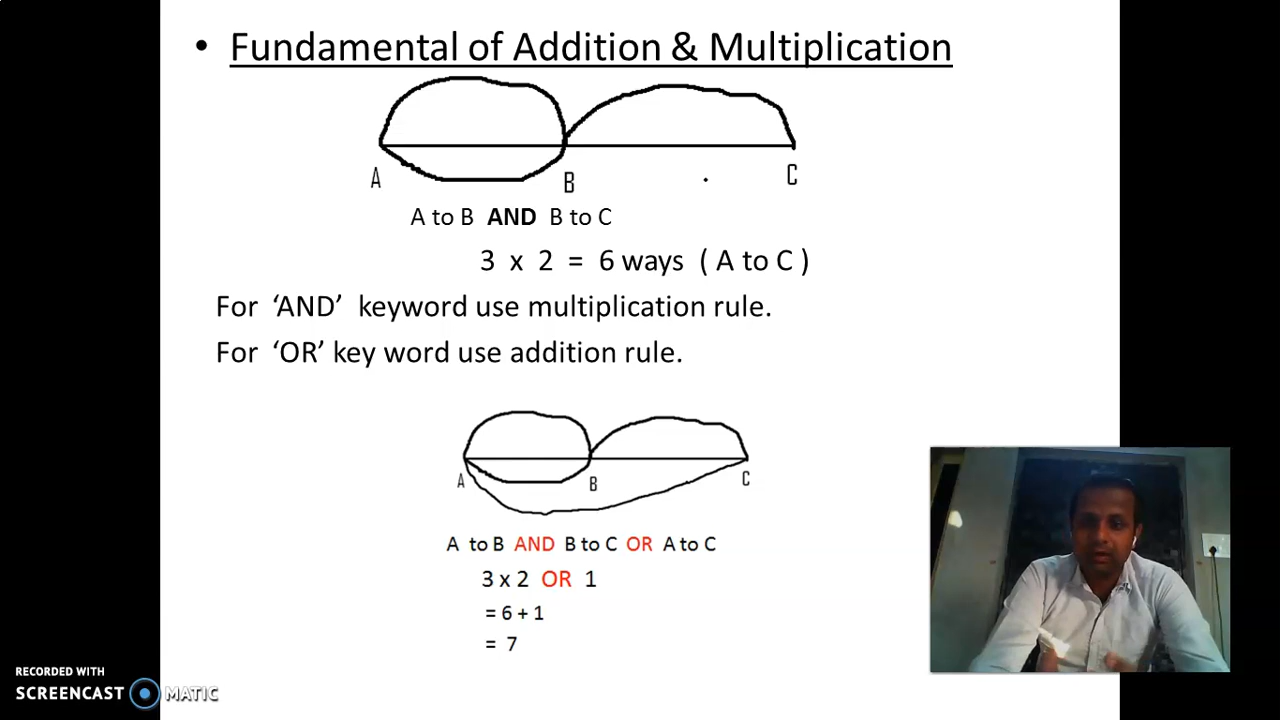 • Fundamental of Addition & Multiplication
A B C
A to B AND B to C
3 x 2 = 6 ways ( A to C )
For ‘AND’ keyword use multiplication rule.
For ‘OR’ key word use addition rule.
A B C
A to B AND B to C OR A to C
3 x 2 OR 1
= 6 + 1
= 7
RECORDED WITH
SCREENCAST MATIC